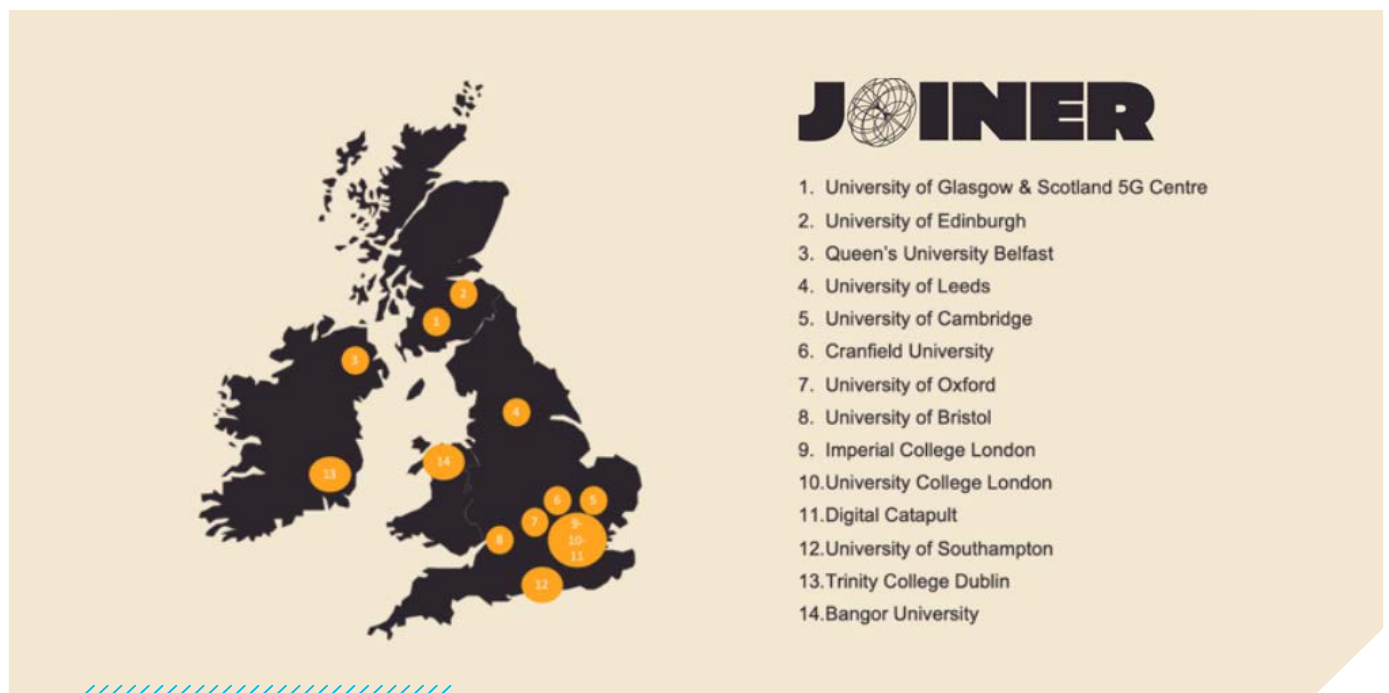 JOINER
1. University of Glasgow & Scotland 5G Centre
2. University of Edinburgh
3. Queen's University Belfast
4. University of Leeds
5. University of Cambridge
6. Cranfield University
7. University of Oxford
8. University of Bristol
9. Imperial College London
10.University College London
11.Digital Catapult
12.University of Southampton
13.Trinity College Dublin
14.Bangor University
2
1
3
4
14
13
6
5
7
9-
10-
11
8
12